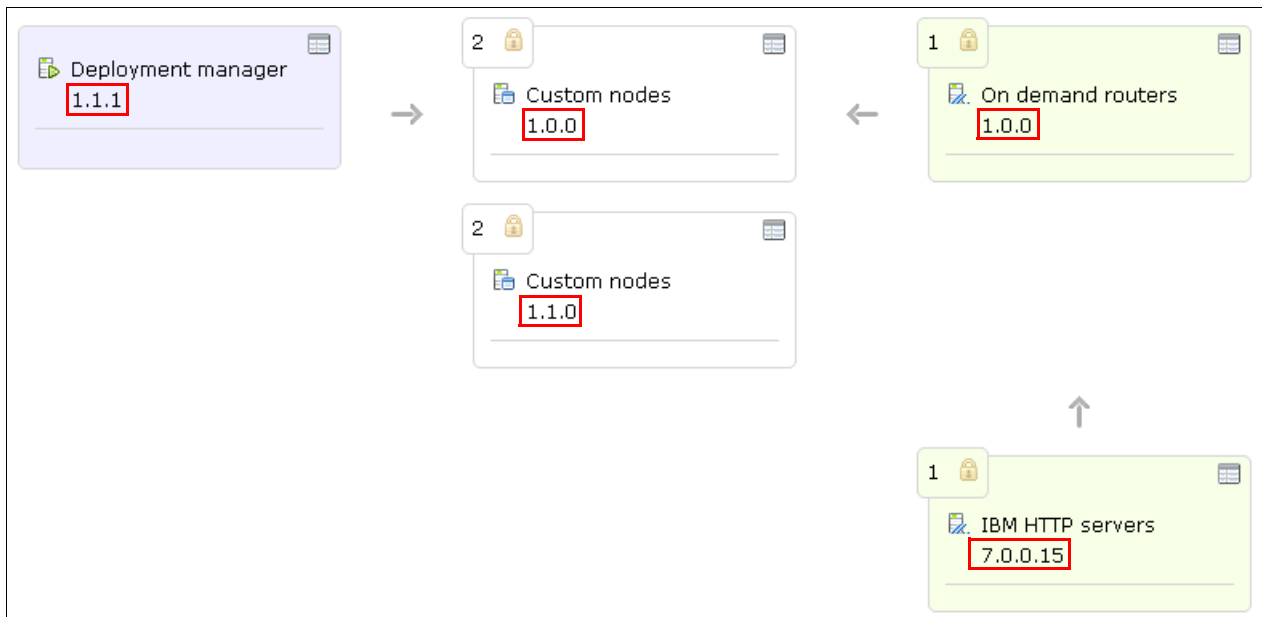 Deployment manager
1.1.1
2
Custom nodes
1.0.0
1
On demand routers
1.0.0
2
Custom nodes
1.1.0
1
IBM HTTP servers
7.0.0.15